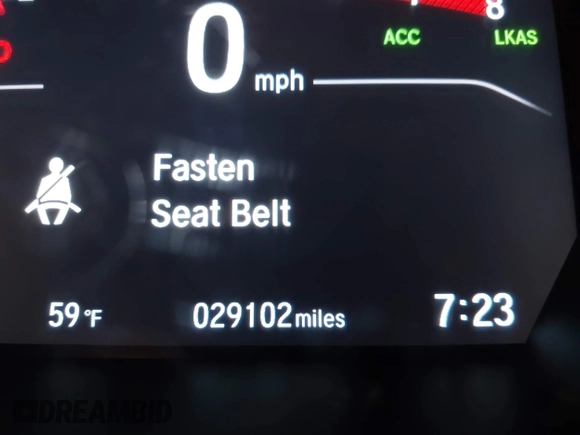 8
ACC LKAS
0 mph
Fasten
Seat Belt
59 °F 029102 miles 7:23
DREAMBID